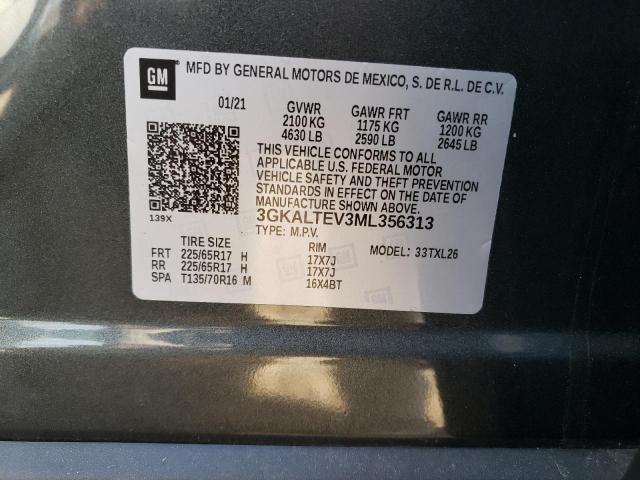 GM MFD BY GENERAL MOTORS DE MEXICO, S. DE R.L. DE C.V.
01/21 GVWR GAWR FRT GAWR RR
2100 KG 1175 KG 1200 KG
4630 LB 2590 LB 2645 LB
THIS VEHICLE CONFORMS TO ALL
APPLICABLE U.S. FEDERAL MOTOR
VEHICLE SAFETY AND THEFT PREVENTION
STANDARDS IN EFFECT ON THE DATE OF
MANUFACTURE SHOWN ABOVE.
139X 3GKALTEV3ML356313
TYPE: M.P.V.
TIRE SIZE RIM MODEL: 33TXL26
FRT 225/65R17 H 17X7J
RR 225/65R17 H 17X7J
SPA T135/70R16 M 16X4BT